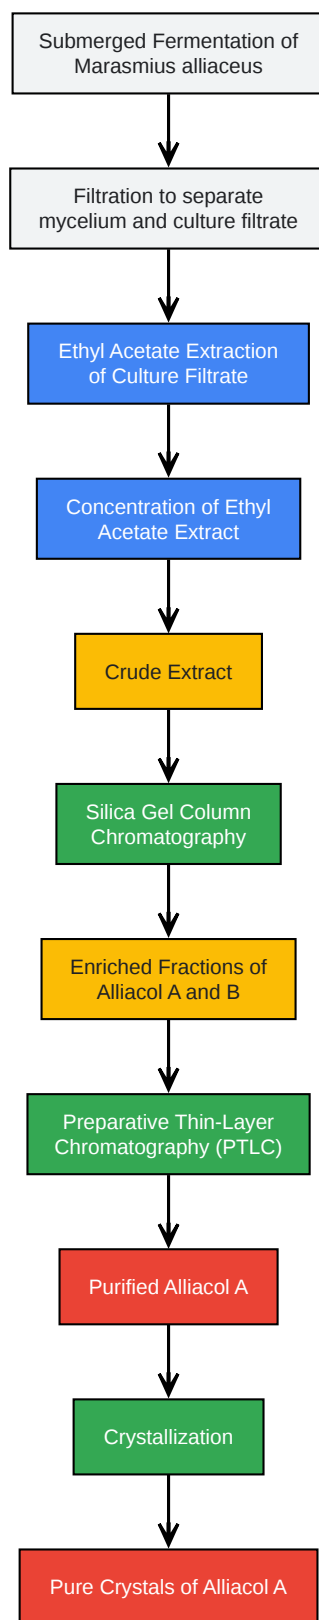 Submerged Fermentation of
Marasmius alliaceus
Filtration to separate
mycelium and culture filtrate
Ethyl Acetate Extraction
of Culture Filtrate
Concentration of Ethyl
Acetate Extract
Crude Extract
Silica Gel Column
Chromatography
Enriched Fractions of
Alliacol A and B
Preparative Thin-Layer
Chromatography (PTLC)
Purified Alliacol A
Crystallization
Pure Crystals of Alliacol A